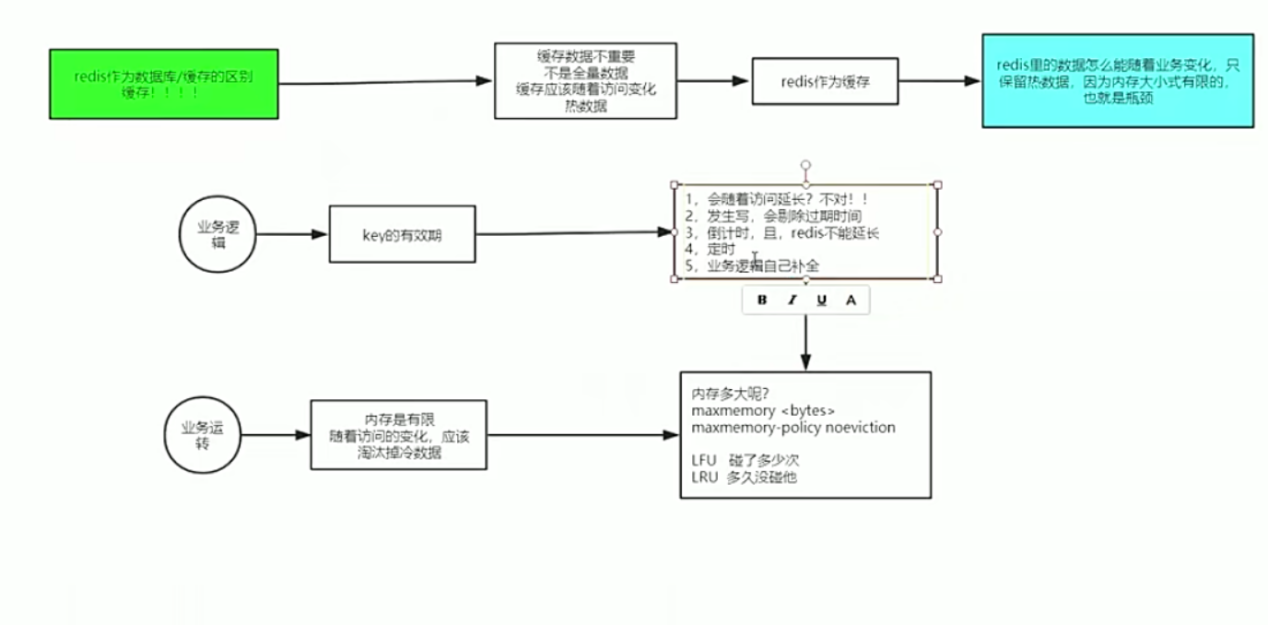 redis作为数据库/缓存的区别
缓存！！！！
缓存数据不重要
不是全量数据
缓存应该随着访问变化
热数据
redis作为缓存
redis里的数据怎么能随着业务变化，只
保留热数据，因为内存大小式有限的，
也就是瓶颈
业务逻
辑
key的有效期
1，会随着访问延长？不对！！
2，发生写，会剔除过期时间
3，倒计时，且，redis不能延长
4，定时
5，业务逻辑自己补全
B I U A
业务运
转
内存是有限
随着访问的变化，应该
淘汰掉冷数据
内存多大呢？
maxmemory <bytes>
maxmemory-policy noeviction
LFU 碰了多少次
LRU 多久没碰他